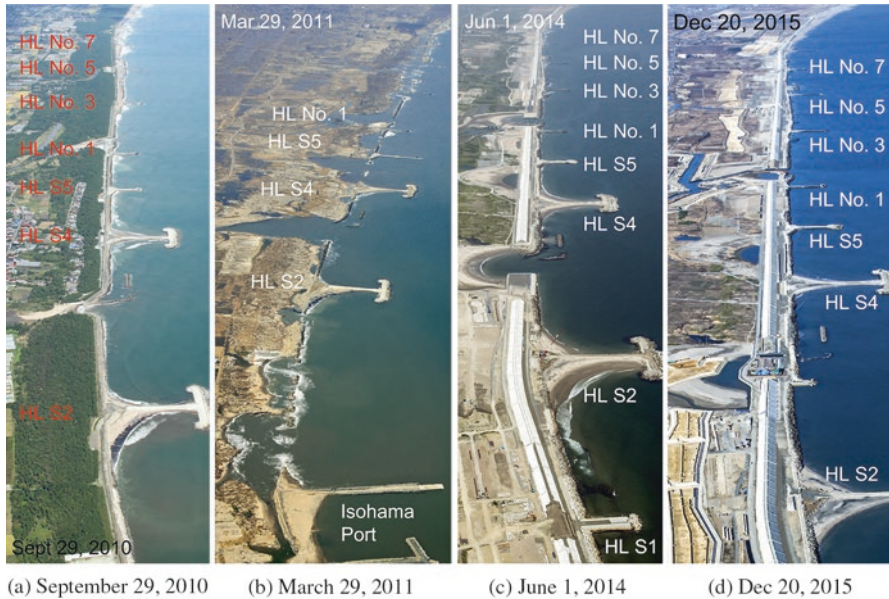 HL No. 7
HL No. 5
HL No. 3
HL No. 1
HL S5
HL S4
HL S2
Sept 29, 2010
Mar 29, 2011
HL No. 1
HL S5
HL S4
HL S2
Isohama
Port
Jun 1, 2014
HL No. 7
HL No. 5
HL No. 3
HL No. 1
HL S5
HL S4
HL S2
HL S1
Dec 20, 2015
HL No. 7
HL No. 5
HL No. 3
HL No. 1
HL S5
HL S4
HL S2
(a) September 29, 2010
(b) March 29, 2011
(c) June 1, 2014
(d) Dec 20, 2015